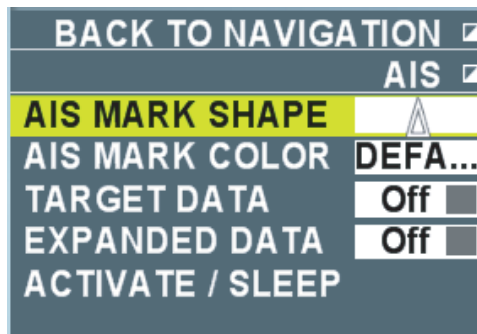 BACK TO NAVIGATION
AIS
AIS MARK SHAPE
AIS MARK COLOR DEFA...
TARGET DATA Off
EXPANDED DATA Off
ACTIVATE / SLEEP